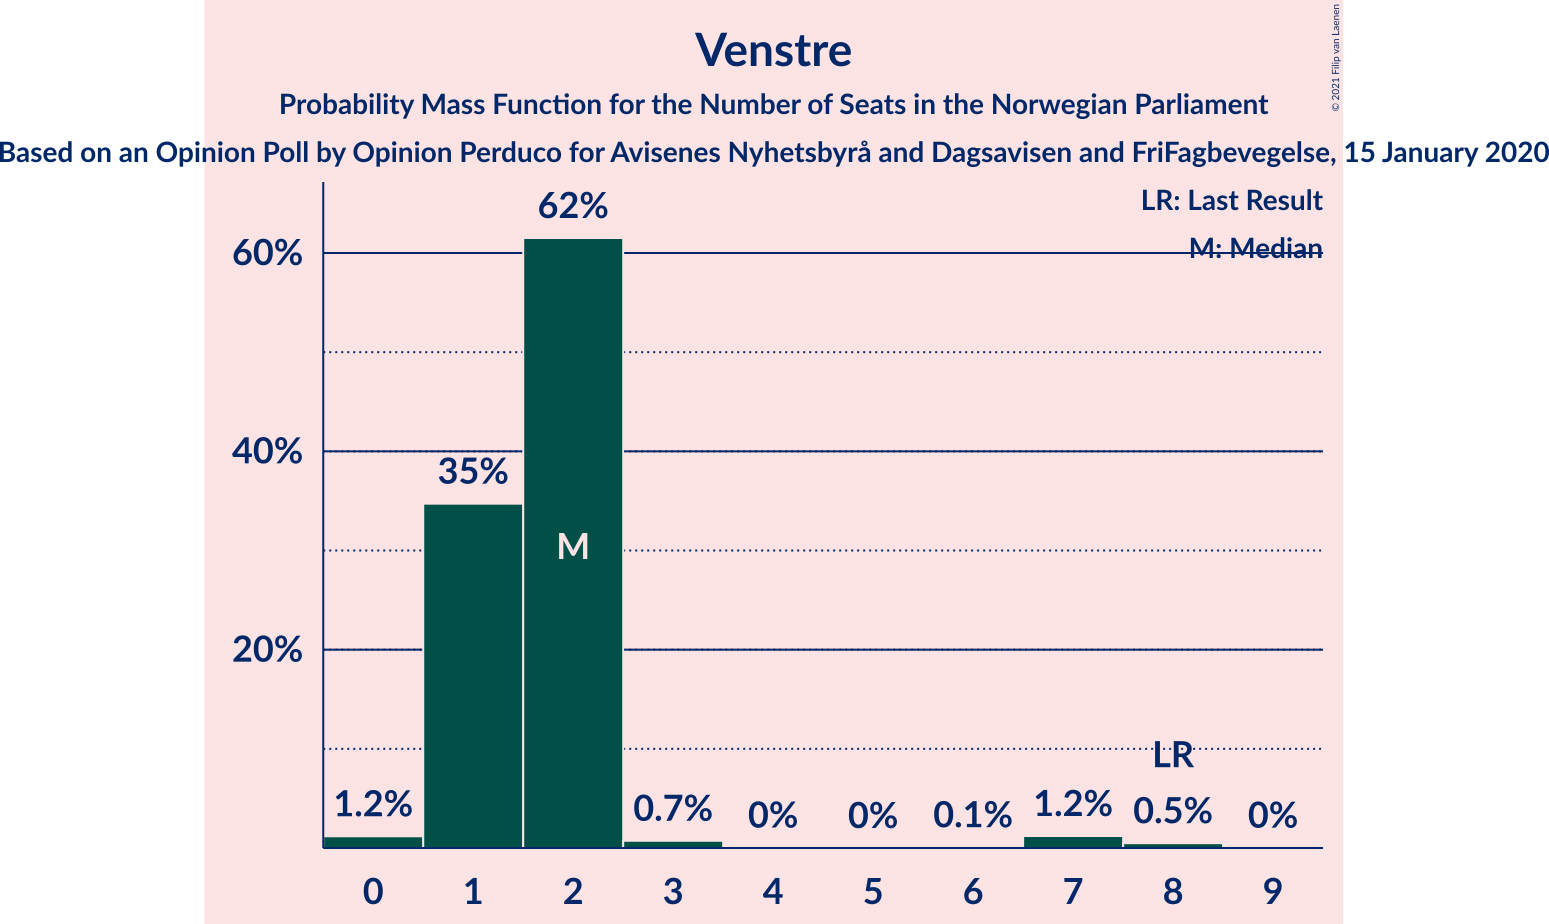 Venstre
Probability Mass Function for the Number of Seats in the Norwegian Parliament
Based on an Opinion Poll by Opinion Perduco for Avisenes Nyhetsbyrå and Dagsavisen and FriFagbevegelse, 15 January 2020
© 2021 Filip van Laenen
LR: Last Result
M: Median
62%
60%
40%
35%
M
20%
LR
1.2%
0.7%
0%
0%
0.1%
1.2%
0.5%
0%
0 1 2 3 4 5 6 7 8 9